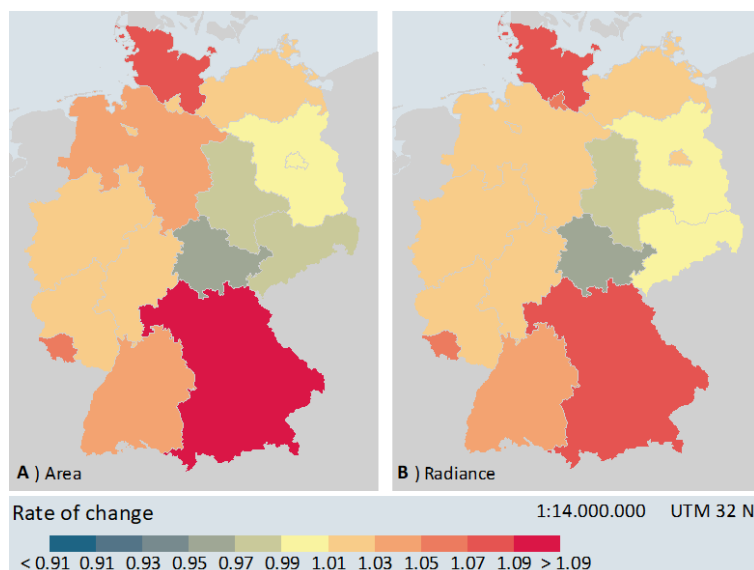 A ) Area
B ) Radiance
Rate of change
1:14.000.000
UTM 32 N
< 0.91 0.91 0.93 0.95 0.97 0.99 1.01 1.03 1.05 1.07 1.09 > 1.09